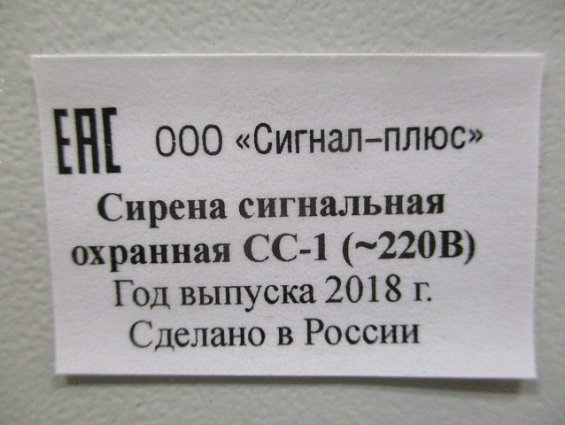 ЕАС ООО «Сигнал–плюс»
Сирена сигнальная
охранная СС-1 (~220В)
Год выпуска 2018 г.
Сделано в России